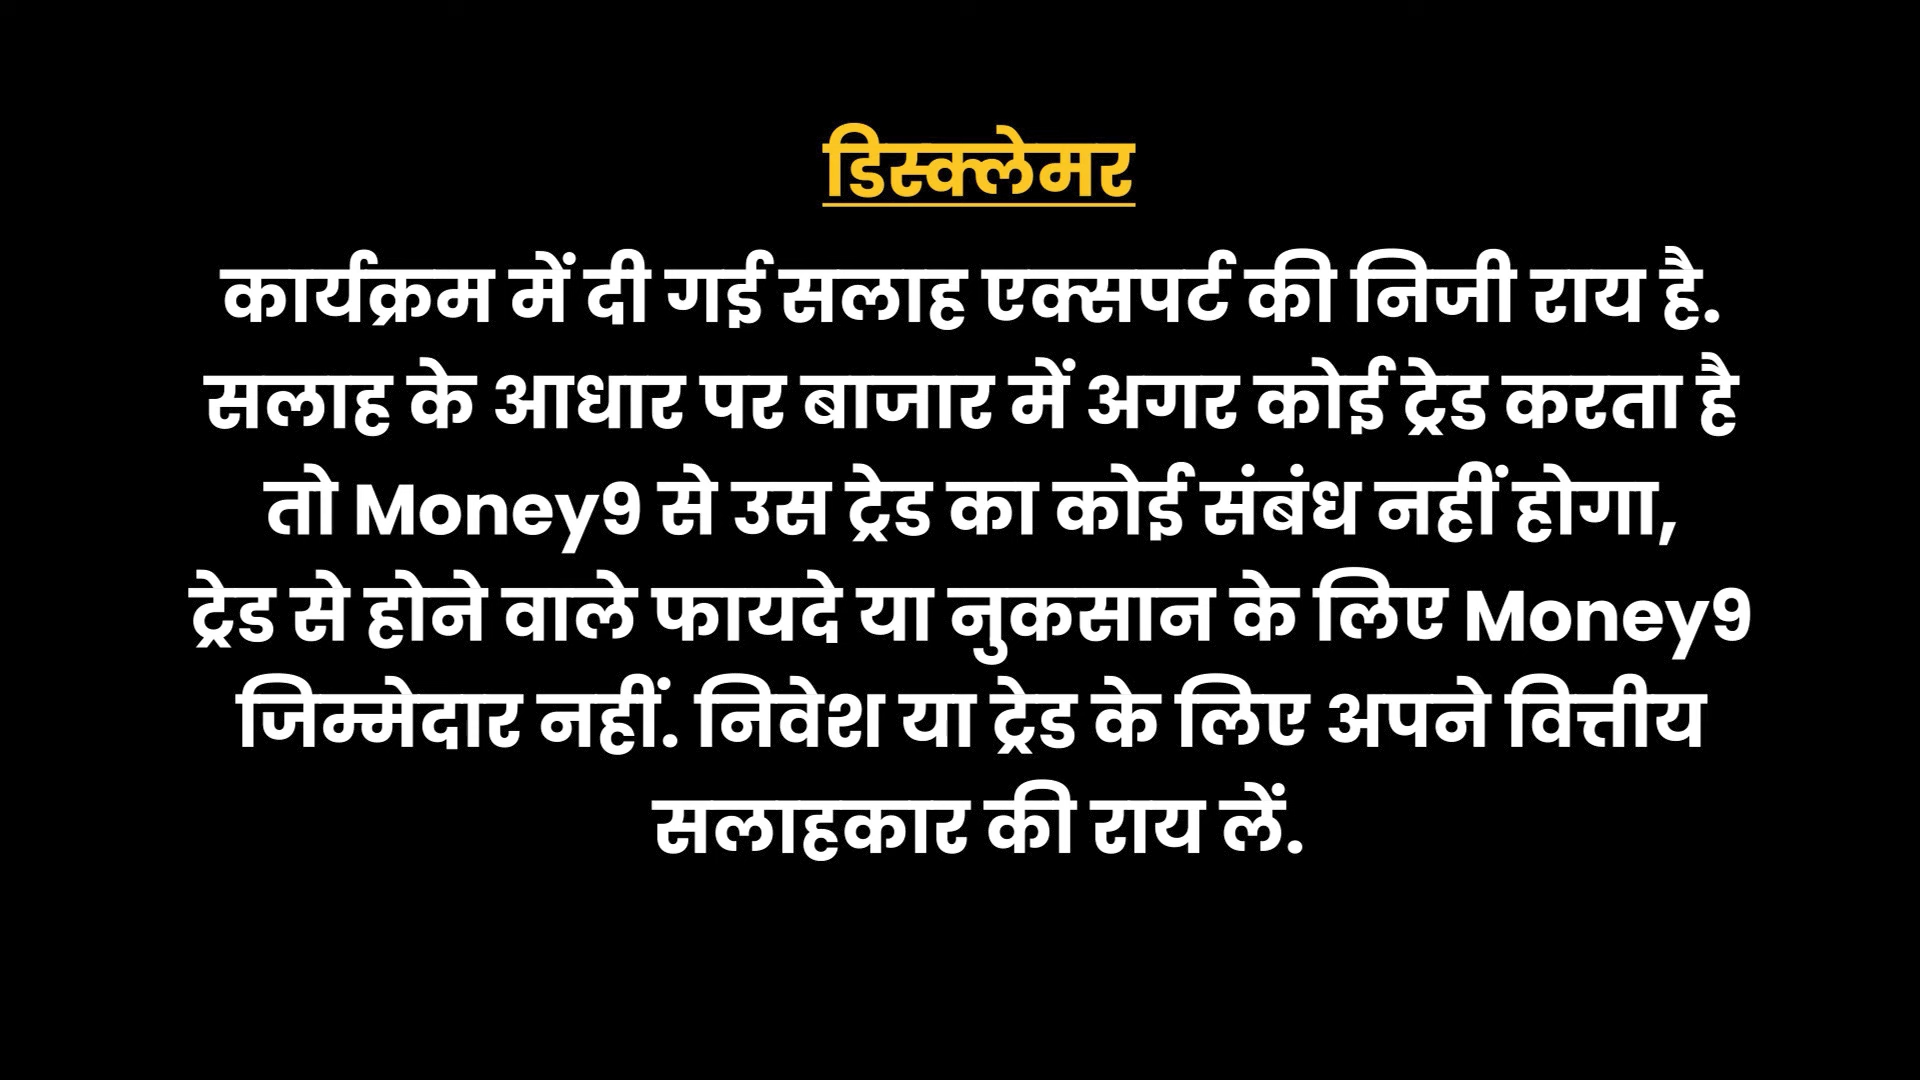 डिस्क्लेमर
कार्यक्रम में दी गई सलाह एक्सपर्ट की निजी राय है.
सलाह के आधार पर बाजार में अगर कोई ट्रेड करता है
तो Money9 से उस ट्रेड का कोई संबंध नहीं होगा,
ट्रेड से होने वाले फायदे या नुकसान के लिए Money9
जिम्मेदार नहीं. निवेश या ट्रेड के लिए अपने वित्तीय
सलाहकार की राय लें.